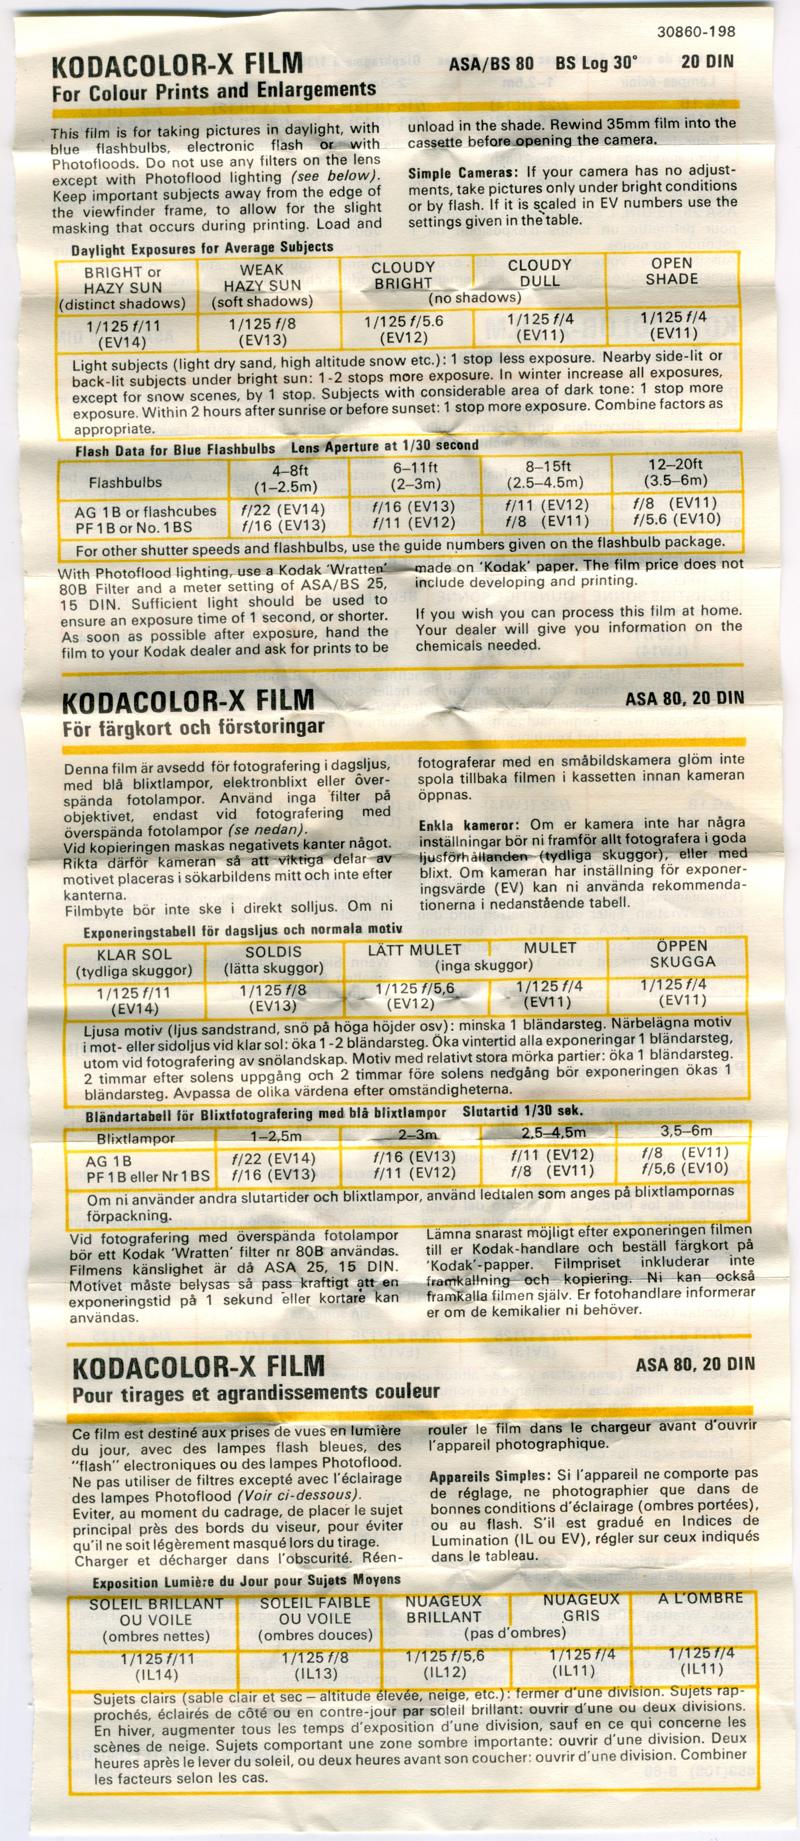 30860-198
KODACOLOR-X FILM ASA/BS 80 BS Log 30° 20 DIN
For Colour Prints and Enlargements
This film is for taking pictures in daylight, with
blue flashbulbs, electronic flash or with
Photofloods. Do not use any filters on the lens
except with Photoflood lighting (see below).
Keep important subjects away from the edge of
the viewfinder frame, to allow for the slight
masking that occurs during printing. Load and
unload in the shade. Rewind 35mm film into the
cassette before opening the camera.
Simple Cameras: If your camera has no adjust-
ments, take pictures only under bright conditions
or by flash. If it is scaled in EV numbers use the
settings given in the table.
Daylight Exposures for Average Subjects
BRIGHT or HAZY SUN (distinct shadows)
WEAK HAZY SUN (soft shadows)
CLOUDY BRIGHT CLOUDY DULL (no shadows)
OPEN SHADE
1/125 f/11 1/125 f/8 1/125 f/5.6 1/125 f/4 1/125 f/4
(EV14) (EV13) (EV12) (EV11) (EV11)
Light subjects (light dry sand, high altitude snow etc.): 1 stop less exposure. Nearby side-lit or
back-lit subjects under bright sun: 1-2 stops more exposure. In winter increase all exposures,
except for snow scenes, by 1 stop. Subjects with considerable area of dark tone: 1 stop more
exposure. Within 2 hours after sunrise or before sunset: 1 stop more exposure. Combine factors as
appropriate.
Flash Data for Blue Flashbulbs Lens Aperture at 1/30 second
Flashbulbs 4–8ft 6–11ft 8–15ft 12–20ft
(1–2.5m) (2–3m) (2.5–4.5m) (3.5–6m)
AG 1B or flashcubes f/22 (EV14) f/16 (EV13) f/11 (EV12) f/8 (EV11)
PF1B or No. 1BS f/16 (EV13) f/11 (EV12) f/8 (EV11) f/5.6 (EV10)
For other shutter speeds and flashbulbs, use the guide numbers given on the flashbulb package.
With Photoflood lighting, use a Kodak 'Wratten'
80B Filter and a meter setting of ASA/BS 25,
15 DIN. Sufficient light should be used to
ensure an exposure time of 1 second, or shorter.
As soon as possible after exposure, hand the
film to your Kodak dealer and ask for prints to be
made on 'Kodak' paper. The film price does not
include developing and printing.
If you wish you can process this film at home.
Your dealer will give you information on the
chemicals needed.
KODACOLOR-X FILM ASA 80, 20 DIN
För färgkort och förstoringar
Denna film är avsedd för fotografering i dagsljus,
med blå blixtlampor, elektronblixt eller över-
spända fotolampor. Använd inga filter på
objektivet, endast vid fotografering med
överspända fotolampor (se nedan).
Vid kopieringen maskas negativets kanter något.
Rikta därför kameran så att viktiga delar av
motivet placeras i sökarbildens mitt och inte efter
kanterna.
Filmbyte bör inte ske i direkt solljus. Om ni
fotograferar med en småbildskamera glöm inte
spola tillbaka filmen i kassetten innan kameran
öppnas.
Enkla kameror: Om er kamera inte har några
inställningar bör ni framför allt fotografera i goda
ljusförhållanden (tydliga skuggor), eller med
blixt. Om kameran har inställning för exponer-
ingsvärde (EV) kan ni använda rekommenda-
tionerna i nedanstående tabell.
Exponeringstabell för dagsljus och normala motiv
KLAR SOL SOLDIS LÄTT MULET MULET ÖPPEN SKUGGA
(tydliga skuggor) (lätta skuggor) (inga skuggor)
1/125 f/11 1/125 f/8 1/125 f/5,6 1/125 f/4 1/125 f/4
(EV14) (EV13) (EV12) (EV11) (EV11)
Ljusa motiv (ljus sandstrand, snö på höga höjder osv): minska 1 bländarsteg. Närbelägna motiv
i mot- eller sidoljus vid klar sol: öka 1-2 bländarsteg. Öka vintertid alla exponeringar 1 bländarsteg,
utom vid fotografering av snölandskap. Motiv med relativt stora mörka partier: öka 1 bländarsteg.
2 timmar efter solens uppgång och 2 timmar före solens nedgång bör exponeringen ökas 1
bländarsteg. Avpassa de olika värdena efter omständigheterna.
Bländartabell för Blixtfotografering med blå blixtlampor Slutartid 1/30 sek.
Blixtlampor 1–2,5m 2–3m 2,5–4,5m 3,5–6m
AG 1B f/22 (EV14) f/16 (EV13) f/11 (EV12) f/8 (EV11)
PF1B eller Nr1BS f/16 (EV13) f/11 (EV12) f/8 (EV11) f/5,6 (EV10)
Om ni använder andra slutartider och blixtlampor, använd ledtalen som anges på blixtlampornas
förpackning.
Vid fotografering med överspända fotolampor
bör ett Kodak 'Wratten' filter nr 80B användas.
Filmens känslighet är då ASA 25, 15 DIN.
Motivet måste belysas så pass kraftigt att en
exponeringstid på 1 sekund eller kortare kan
användas.
Lämna snarast möjligt efter exponeringen filmen
till er Kodak-handlare och beställ färgkort på
'Kodak'-papper. Filmpriset inkluderar inte
framkallning och kopiering. Ni kan också
framkalla filmen själv. Er fotohandlare informerar
er om de kemikalier ni behöver.
KODACOLOR-X FILM ASA 80, 20 DIN
Pour tirages et agrandissements couleur
Ce film est destiné aux prises de vues en lumière
du jour, avec des lampes flash bleues, des
"flash" electroniques ou des lampes Photoflood.
Ne pas utiliser de filtres excepté avec l'éclairage
des lampes Photoflood (Voir ci-dessous).
Eviter, au moment du cadrage, de placer le sujet
principal près des bords du viseur, pour éviter
qu'il ne soit légèrement masqué lors du tirage.
Charger et décharger dans l'obscurité. Réen-
rouler le film dans le chargeur avant d'ouvrir
l'appareil photographique.
Appareils Simples: Si l'appareil ne comporte pas
de réglage, ne photographier que dans de
bonnes conditions d'éclairage (ombres portées),
ou au flash. S'il est gradué en Indices de
Lumination (IL ou EV), régler sur ceux indiqués
dans le tableau.
Exposition Lumière du Jour pour Sujets Moyens
SOLEIL BRILLANT OU VOILE (ombres nettes)
SOLEIL FAIBLE OU VOILE (ombres douces)
NUAGEUX BRILLANT NUAGEUX GRIS (pas d'ombres)
A L'OMBRE
1/125 f/11 1/125 f/8 1/125 f/5,6 1/125 f/4 1/125 f/4
(IL14) (IL13) (IL12) (IL11) (IL11)
Sujets clairs (sable clair et sec – altitude élevée, neige, etc.): fermer d'une division. Sujets rap-
prochés, éclairés de côté ou en contre-jour par soleil brillant: ouvrir d'une ou deux divisions.
En hiver, augmenter tous les temps d'exposition d'une division, sauf en ce qui concerne les
scènes de neige. Sujets comportant une zone sombre importante: ouvrir d'une division. Deux
heures après le lever du soleil, ou deux heures avant son coucher: ouvrir d'une division. Combiner
les facteurs selon les cas.